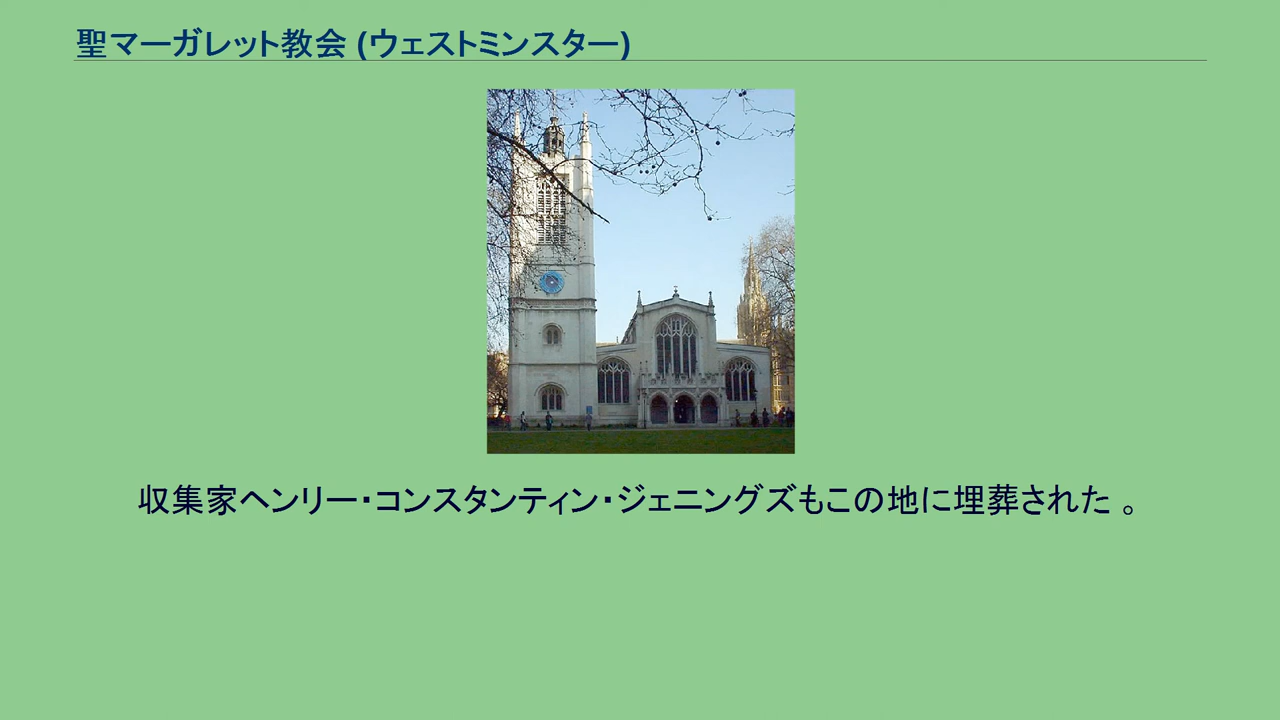 聖マーガレット教会 (ウェストミンスター)
収集家ヘンリー・コンスタンティン・ジェニングズもこの地に埋葬された 。